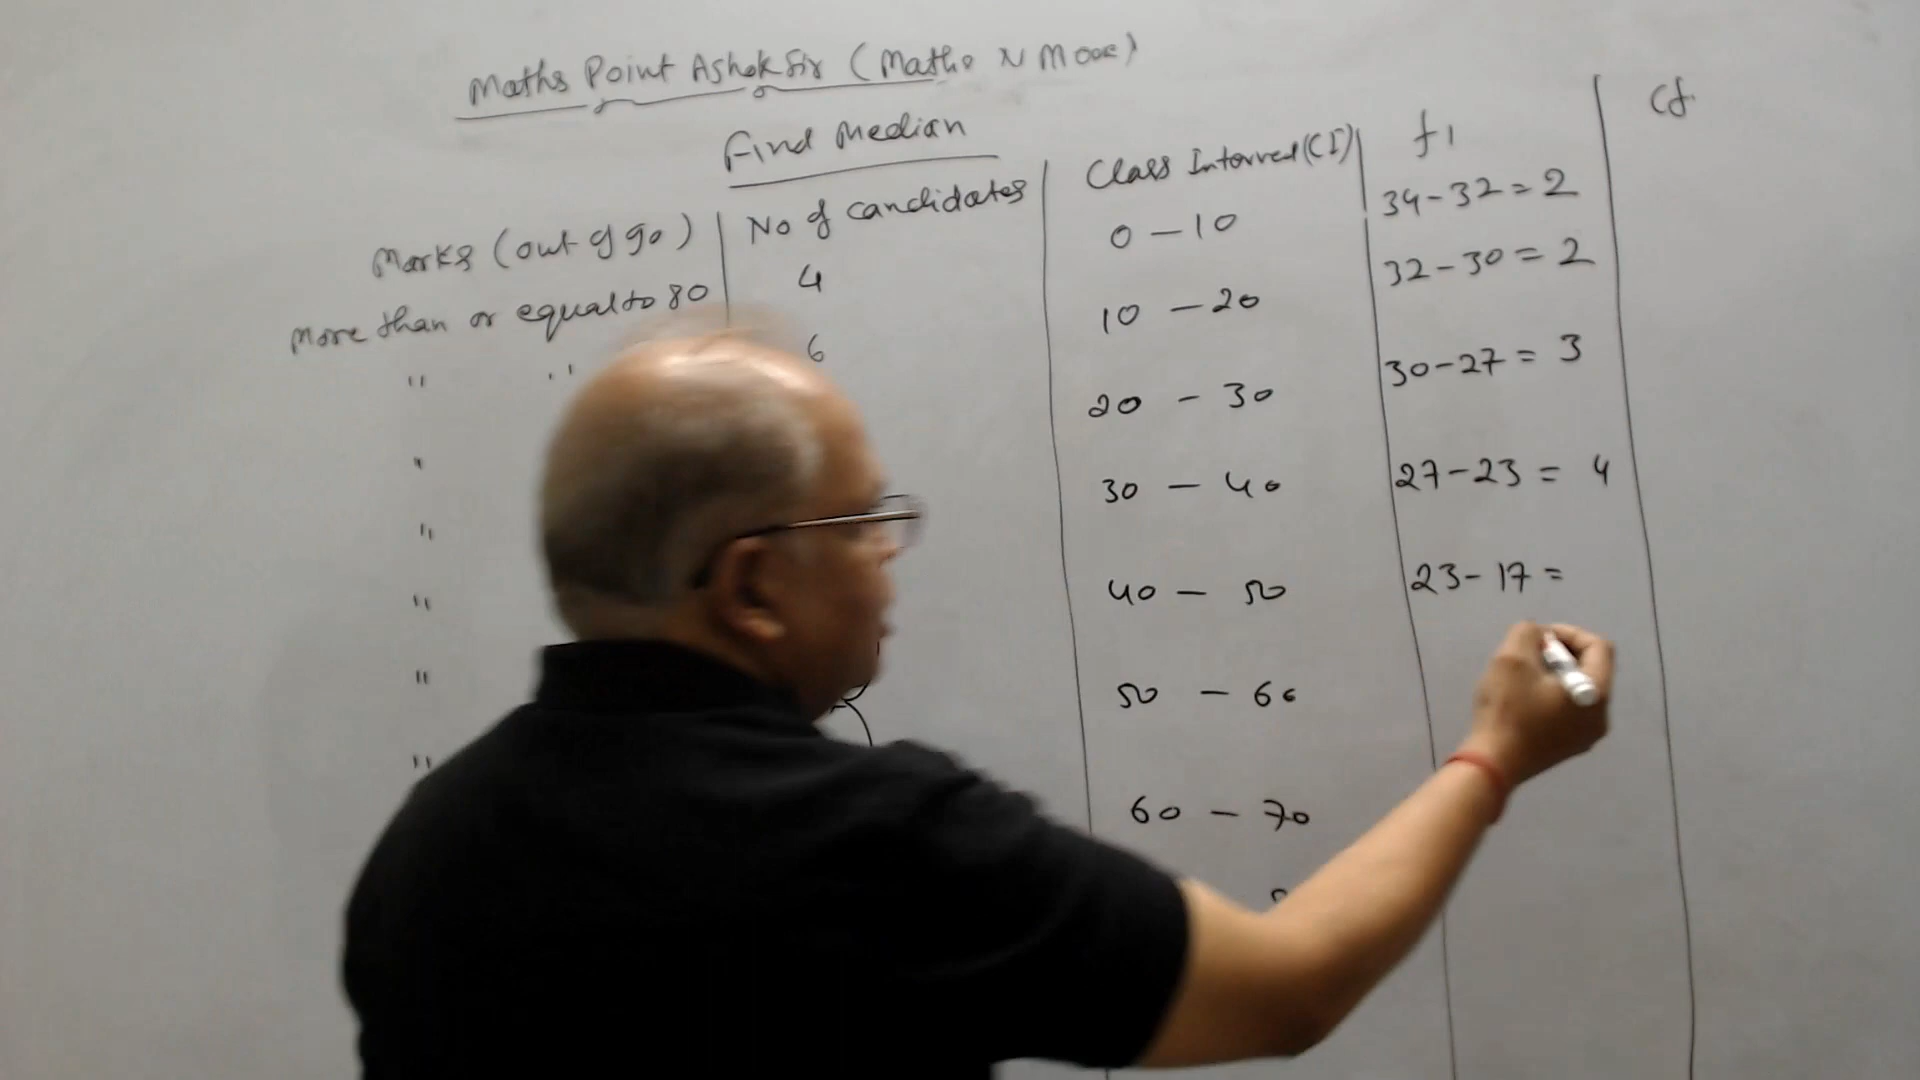 Maths Point Ashok Sir (Maths N More)
Find Median
Marks (out of 90)
No of candidates
Class Interval (CI)
fi
Cf
more than or equal to 80
4
" "
6
"
"
"
"
"
0 - 10
34-32 = 2
10 - 20
32-30 = 2
20 - 30
30-27 = 3
30 - 40
27-23 = 4
40 - 50
23-17 =
50 - 60
60 - 70